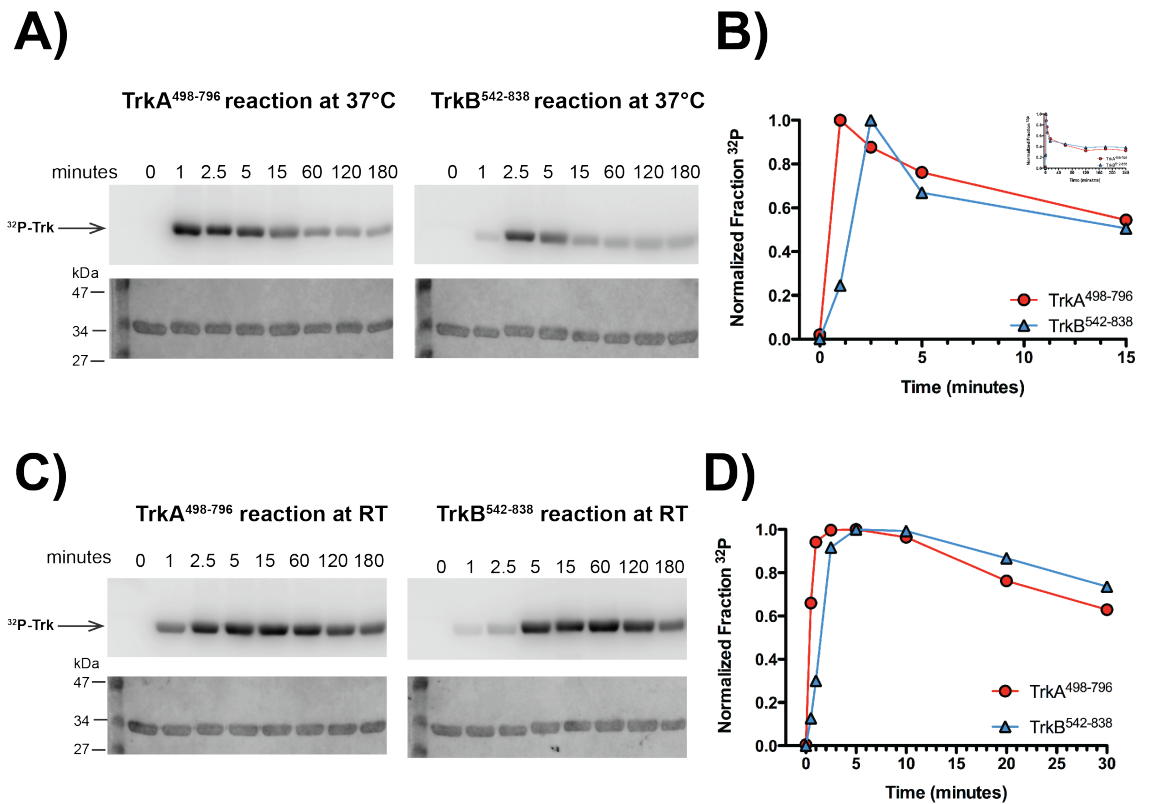 A)
TrkA498-796 reaction at 37°C
TrkB542-838 reaction at 37°C
minutes 0 1 2.5 5 15 60 120 180
0 1 2.5 5 15 60 120 180
32P-Trk
kDa
47
34
27
B)
Normalized Fraction 32P
1.0
0.8
0.6
0.4
0.2
0.0
0 5 10 15
Time (minutes)
TrkA498-796
TrkB542-838
Normalized Fraction 32P
Time (minutes)
C)
TrkA498-796 reaction at RT
TrkB542-838 reaction at RT
minutes 0 1 2.5 5 15 60 120 180
0 1 2.5 5 15 60 120 180
32P-Trk
kDa
47
34
27
D)
Normalized Fraction 32P
1.0
0.8
0.6
0.4
0.2
0.0
0 5 10 15 20 25 30
Time (minutes)
TrkA498-796
TrkB542-838